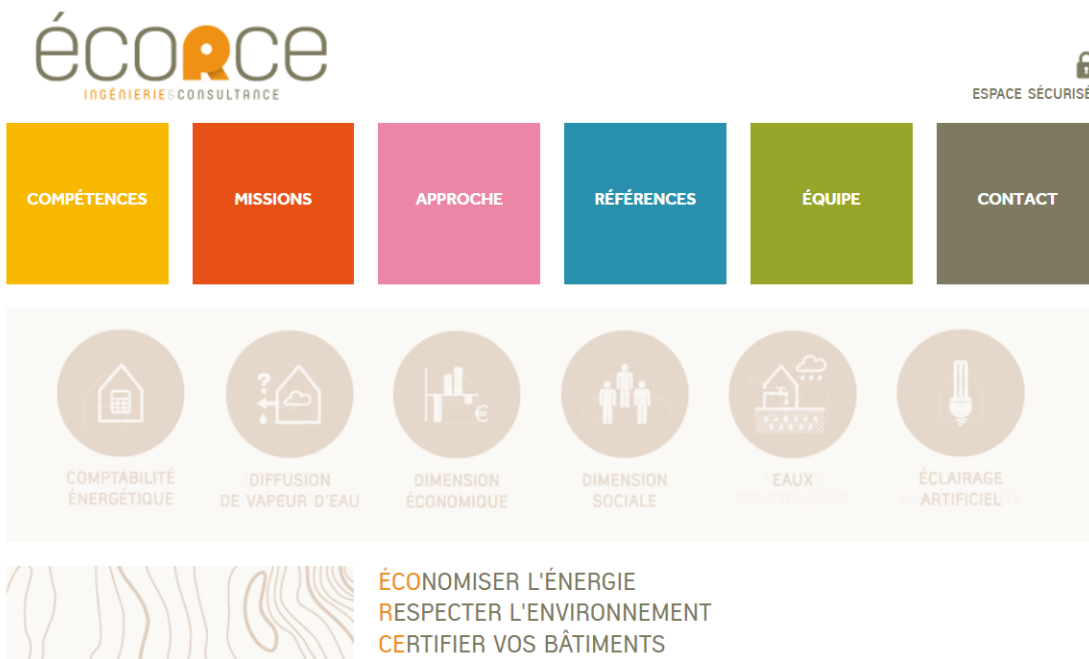 écoRce
INGÉNIERIE&CONSULTANCE
ESPACE SÉCURISÉ
COMPÉTENCES
MISSIONS
APPROCHE
RÉFÉRENCES
ÉQUIPE
CONTACT
COMPTABILITÉ
ÉNERGÉTIQUE
DIFFUSION
DE VAPEUR D'EAU
DIMENSION
ÉCONOMIQUE
DIMENSION
SOCIALE
EAUX
ÉCLAIRAGE
ARTIFICIEL
ÉCONOMISER L'ÉNERGIE
RESPECTER L'ENVIRONNEMENT
CERTIFIER VOS BÂTIMENTS